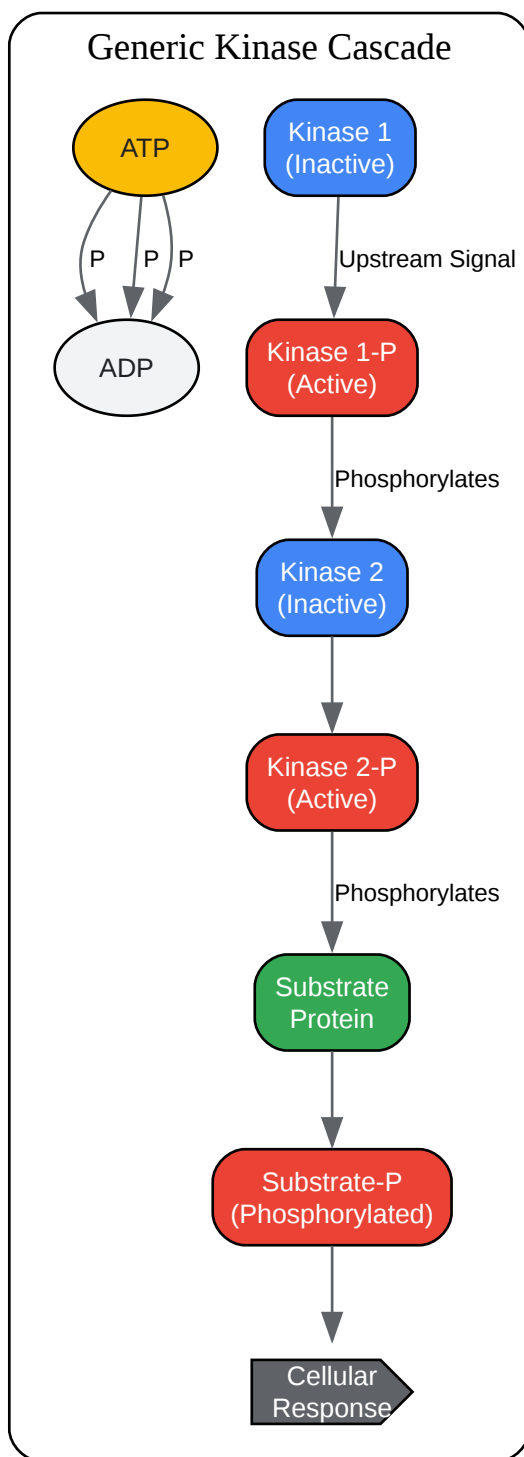 Generic Kinase Cascade
ATP
Kinase 1
(Inactive)
P
P
P
Upstream Signal
ADP
Kinase 1-P
(Active)
Phosphorylates
Kinase 2
(Inactive)
Kinase 2-P
(Active)
Phosphorylates
Substrate
Protein
Substrate-P
(Phosphorylated)
Cellular
Response